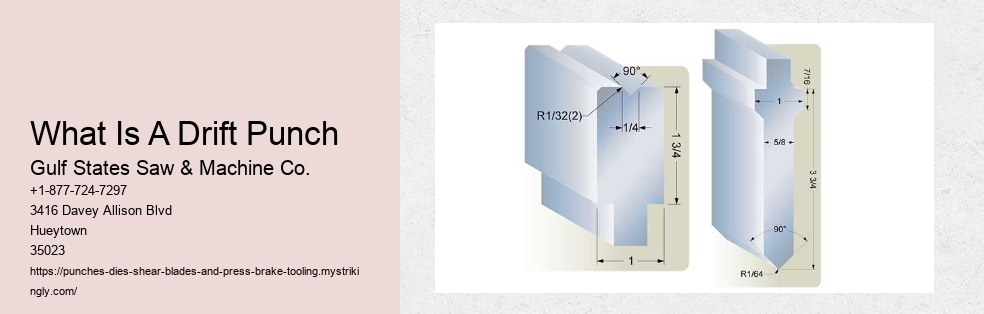 What Is A Drift Punch
Gulf States Saw & Machine Co.
+1-877-724-7297
3416 Davey Allison Blvd
Hueytown
35023
https://punches-dies-shear-blades-and-press-brake-tooling.mystriki
ngly.com/
90°
R1/32(2)
1/4
1 3/4
1
7/16
1
5/8
3 3/4
90°
R1/64